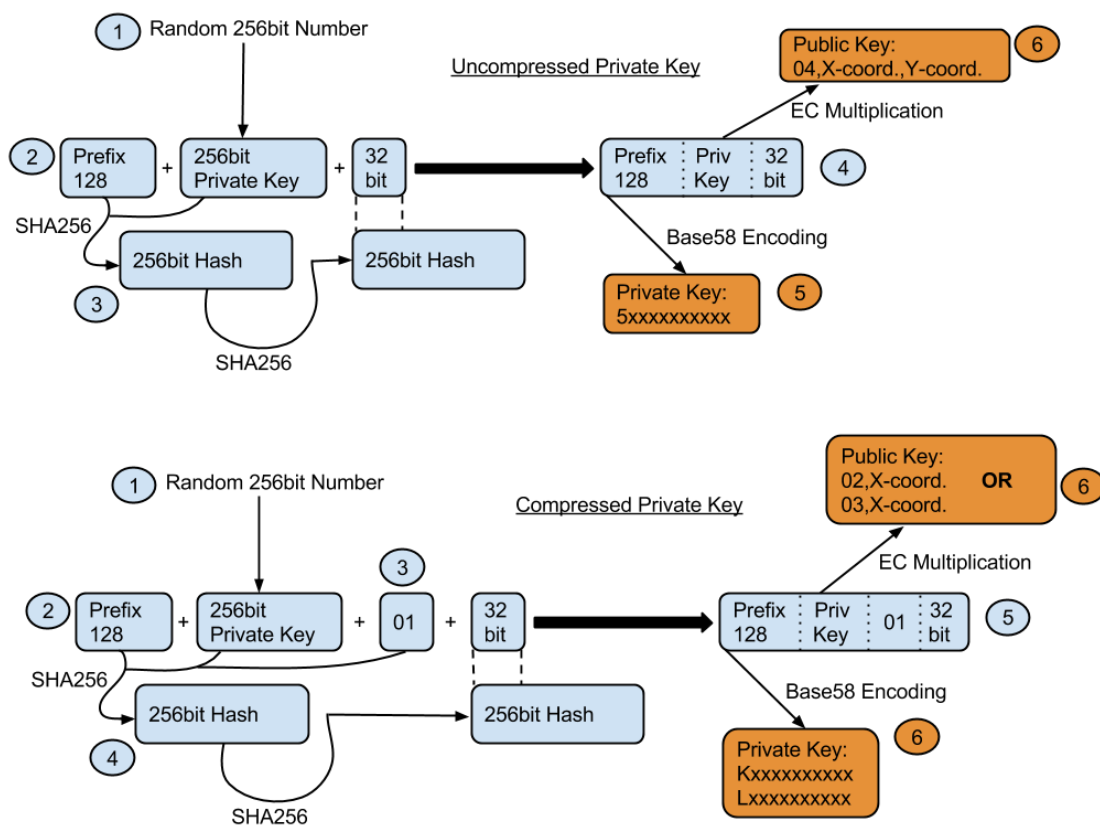 1
Random 256bit Number
Uncompressed Private Key
Public Key:
04,X-coord.,Y-coord.
6
EC Multiplication
2
Prefix
128
+
256bit
Private Key
+
32
bit
Prefix
128
Priv
Key
32
bit
4
SHA256
256bit Hash
256bit Hash
3
SHA256
Base58 Encoding
Private Key:
5xxxxxxxxxx
5
1
Random 256bit Number
Compressed Private Key
Public Key:
02,X-coord. OR
03,X-coord.
6
EC Multiplication
2
Prefix
128
+
256bit
Private Key
+
3
01
+
32
bit
Prefix
128
Priv
Key
01
32
bit
5
SHA256
256bit Hash
256bit Hash
4
SHA256
Base58 Encoding
Private Key:
Kxxxxxxxxxx
Lxxxxxxxxxx
6